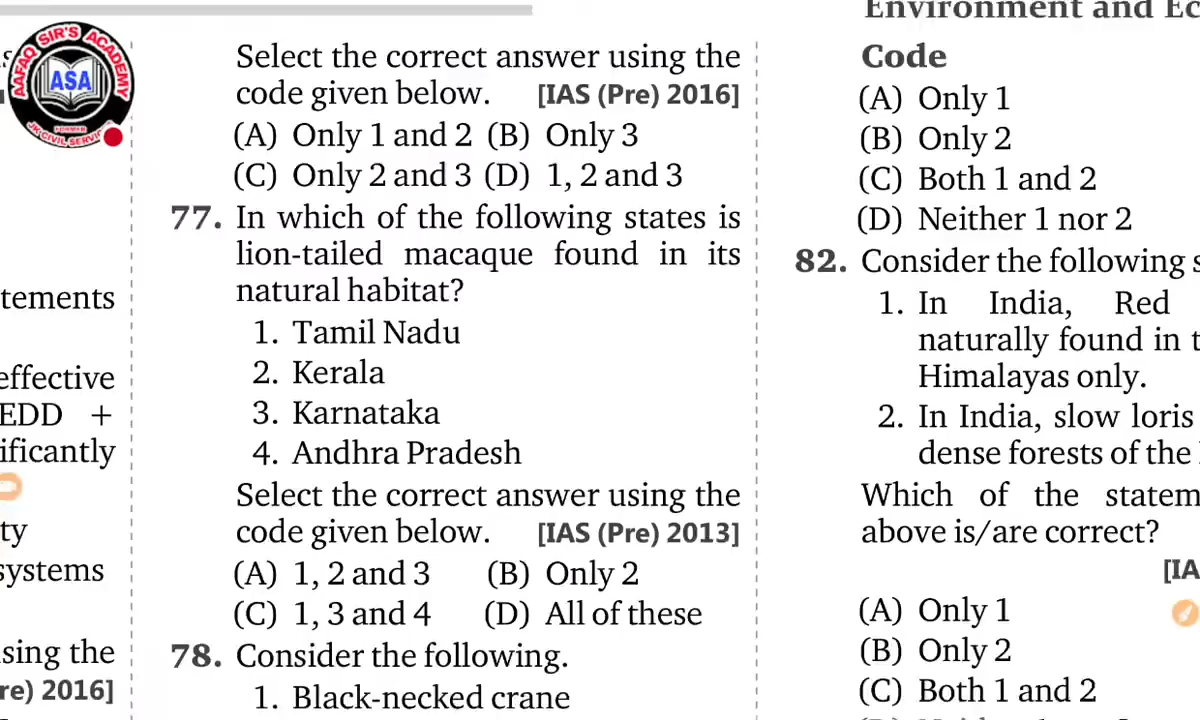 Environment and Ec
AAFAQ SIR'S ACADEMY
ASA
JK CIVIL SERVIC
tements
effective
EDD +
ificantly
ty
systems
sing the
re) 2016]
Select the correct answer using the
code given below. [IAS (Pre) 2016]
(A) Only 1 and 2 (B) Only 3
(C) Only 2 and 3 (D) 1, 2 and 3
77. In which of the following states is
lion-tailed macaque found in its
natural habitat?
1. Tamil Nadu
2. Kerala
3. Karnataka
4. Andhra Pradesh
Select the correct answer using the
code given below. [IAS (Pre) 2013]
(A) 1, 2 and 3 (B) Only 2
(C) 1, 3 and 4 (D) All of these
78. Consider the following.
1. Black-necked crane
Code
(A) Only 1
(B) Only 2
(C) Both 1 and 2
(D) Neither 1 nor 2
82. Consider the following s
1. In India, Red
naturally found in t
Himalayas only.
2. In India, slow loris
dense forests of the
Which of the statem
above is/are correct?
[IA
(A) Only 1
(B) Only 2
(C) Both 1 and 2